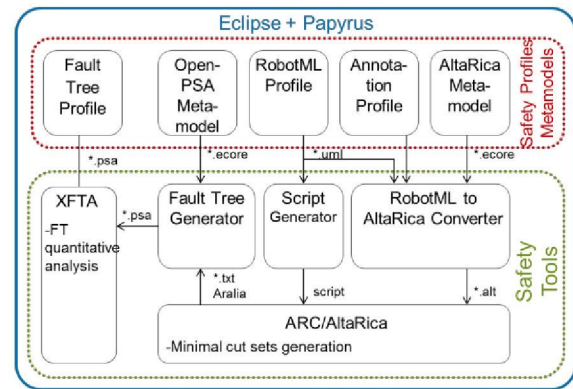 Eclipse + Papyrus
Fault
Tree
Profile
Open-
PSA
Meta-
model
RobotML
Profile
Annota-
tion
Profile
AltaRica
Meta-
model
Safety Profiles
Metamodels
*.psa
*.ecore
*.uml
*.ecore
XFTA
-FT
quantitative
analysis
*.psa
Fault Tree
Generator
Script
Generator
RobotML to
AltaRica Converter
*.txt
Aralia
script
*.alt
ARC/AltaRica
-Minimal cut sets generation
Safety
Tools